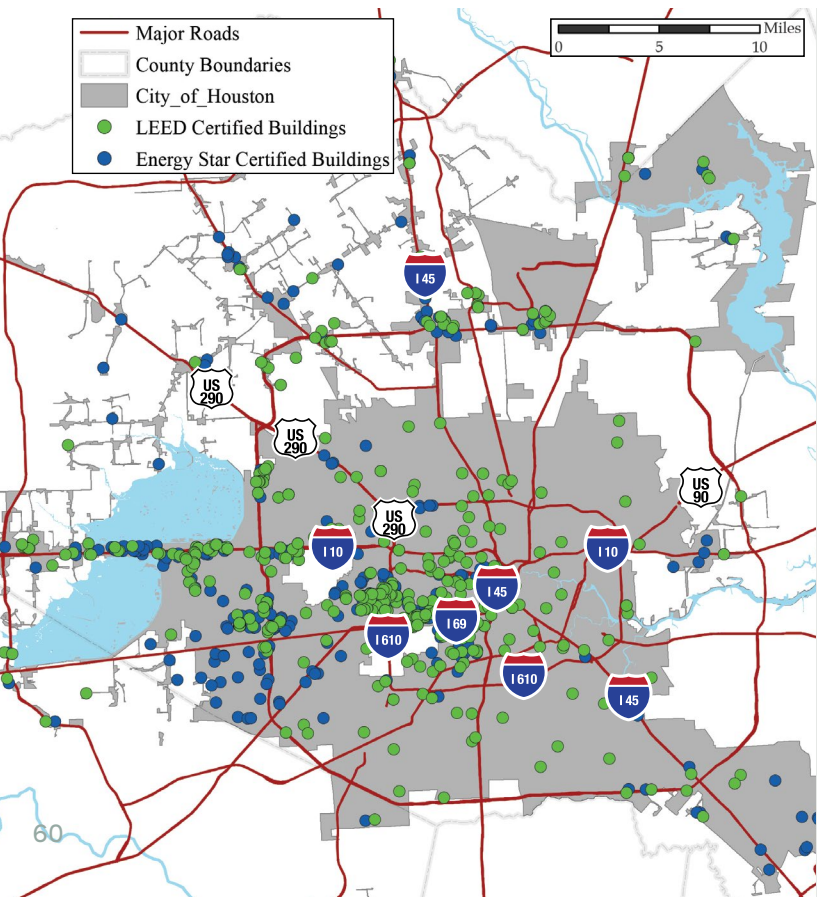 Major Roads
County Boundaries
City_of_Houston
LEED Certified Buildings
Energy Star Certified Buildings
Miles
0 5 10
I 45
US
290
US
290
US
90
US
290
I 10
I 10
I 45
I 69
I 610
I 610
I 45
60